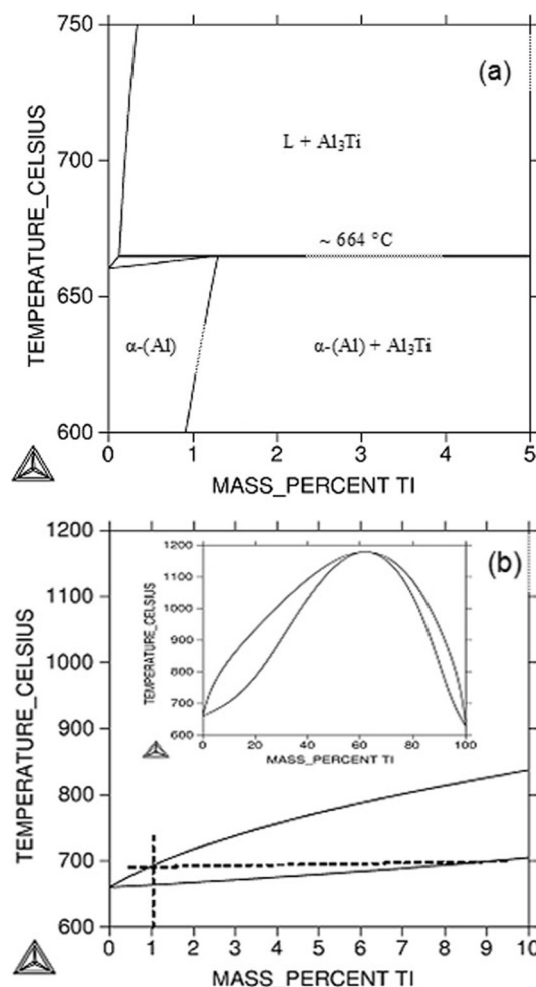 (a)
TEMPERATURE_CELSIUS
750
700
650
600
L + Al₃Ti
~ 664 °C
α-(Al)
α-(Al) + Al₃Ti
0 1 2 3 4 5
MASS_PERCENT TI
(b)
TEMPERATURE_CELSIUS
1200
1100
1000
900
800
700
600
TEMPERATURE_CELSIUS
1200
1100
1000
900
800
700
600
0 20 40 60 80 100
MASS_PERCENT TI
0 1 2 3 4 5 6 7 8 9 10
MASS_PERCENT TI